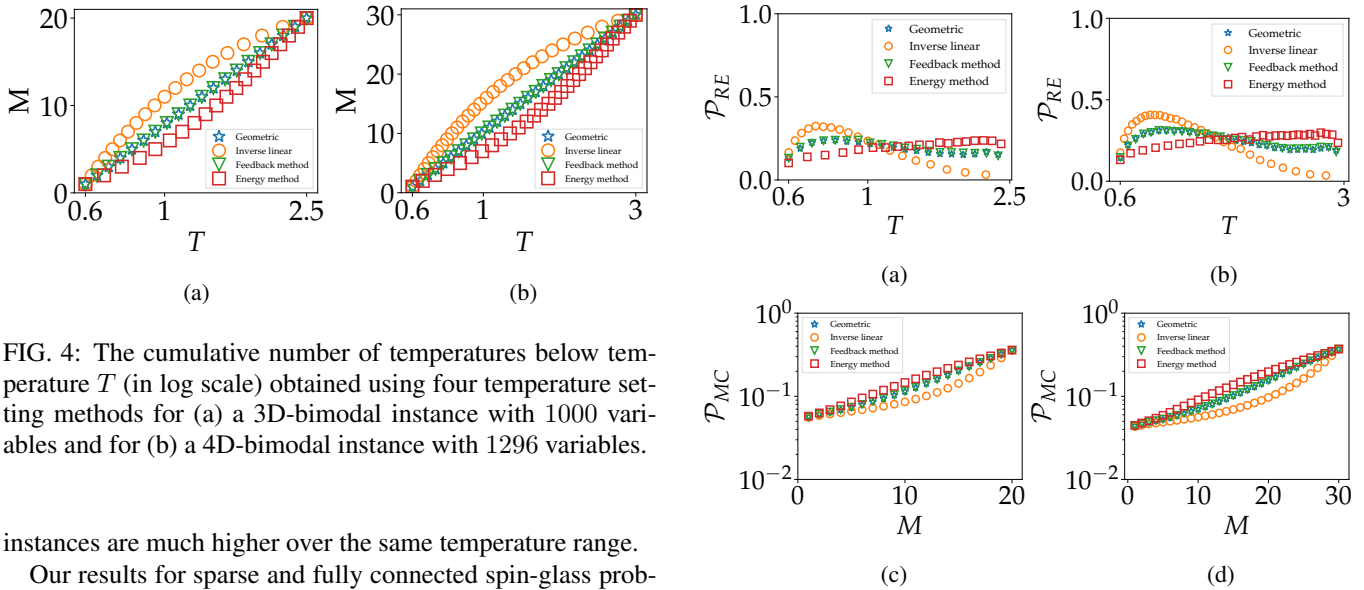 20
M
10
0
0.6
1
2.5
T
Geometric
Inverse linear
Feedback method
Energy method
(a)
30
M
20
10
0
0.6
1
3
T
Geometric
Inverse linear
Feedback method
Energy method
(b)
FIG. 4: The cumulative number of temperatures below tem-
perature T (in log scale) obtained using four temperature set-
ting methods for (a) a 3D-bimodal instance with 1000 vari-
ables and for (b) a 4D-bimodal instance with 1296 variables.
instances are much higher over the same temperature range.
Our results for sparse and fully connected spin-glass prob-
1.0
P_RE
0.5
0.0
0.6
1
2.5
T
Geometric
Inverse linear
Feedback method
Energy method
(a)
1.0
P_RE
0.5
0.0
0.6
3
T
Geometric
Inverse linear
Feedback method
Energy method
(b)
10^0
P_MC
10^-1
10^-2
0
10
20
M
Geometric
Inverse linear
Feedback method
Energy method
(c)
10^0
P_MC
10^-1
10^-2
0
10
20
30
M
Geometric
Inverse linear
Feedback method
Energy method
(d)